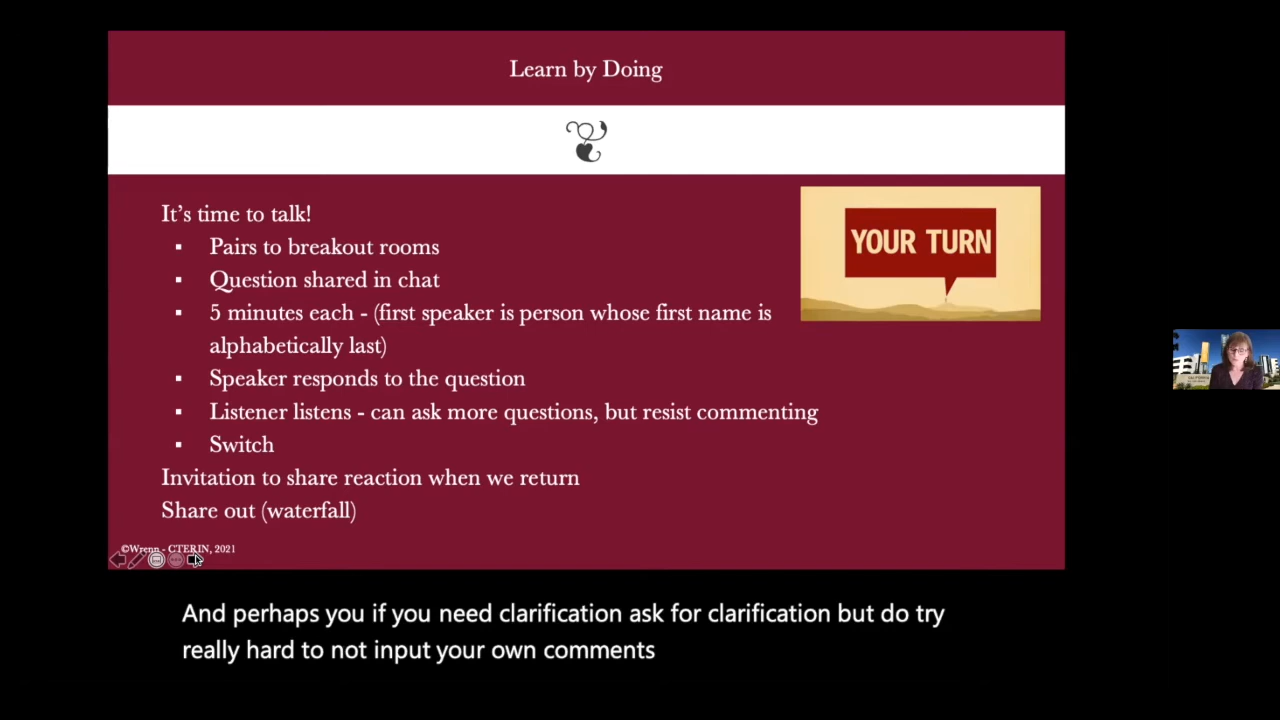 Learn by Doing
It’s time to talk!
▪ Pairs to breakout rooms
▪ Question shared in chat
▪ 5 minutes each - (first speaker is person whose first name is
alphabetically last)
▪ Speaker responds to the question
▪ Listener listens - can ask more questions, but resist commenting
▪ Switch
Invitation to share reaction when we return
Share out (waterfall)
YOUR TURN
©Wrenn - CTERIN, 2021
And perhaps you if you need clarification ask for clarification but do try
really hard to not input your own comments